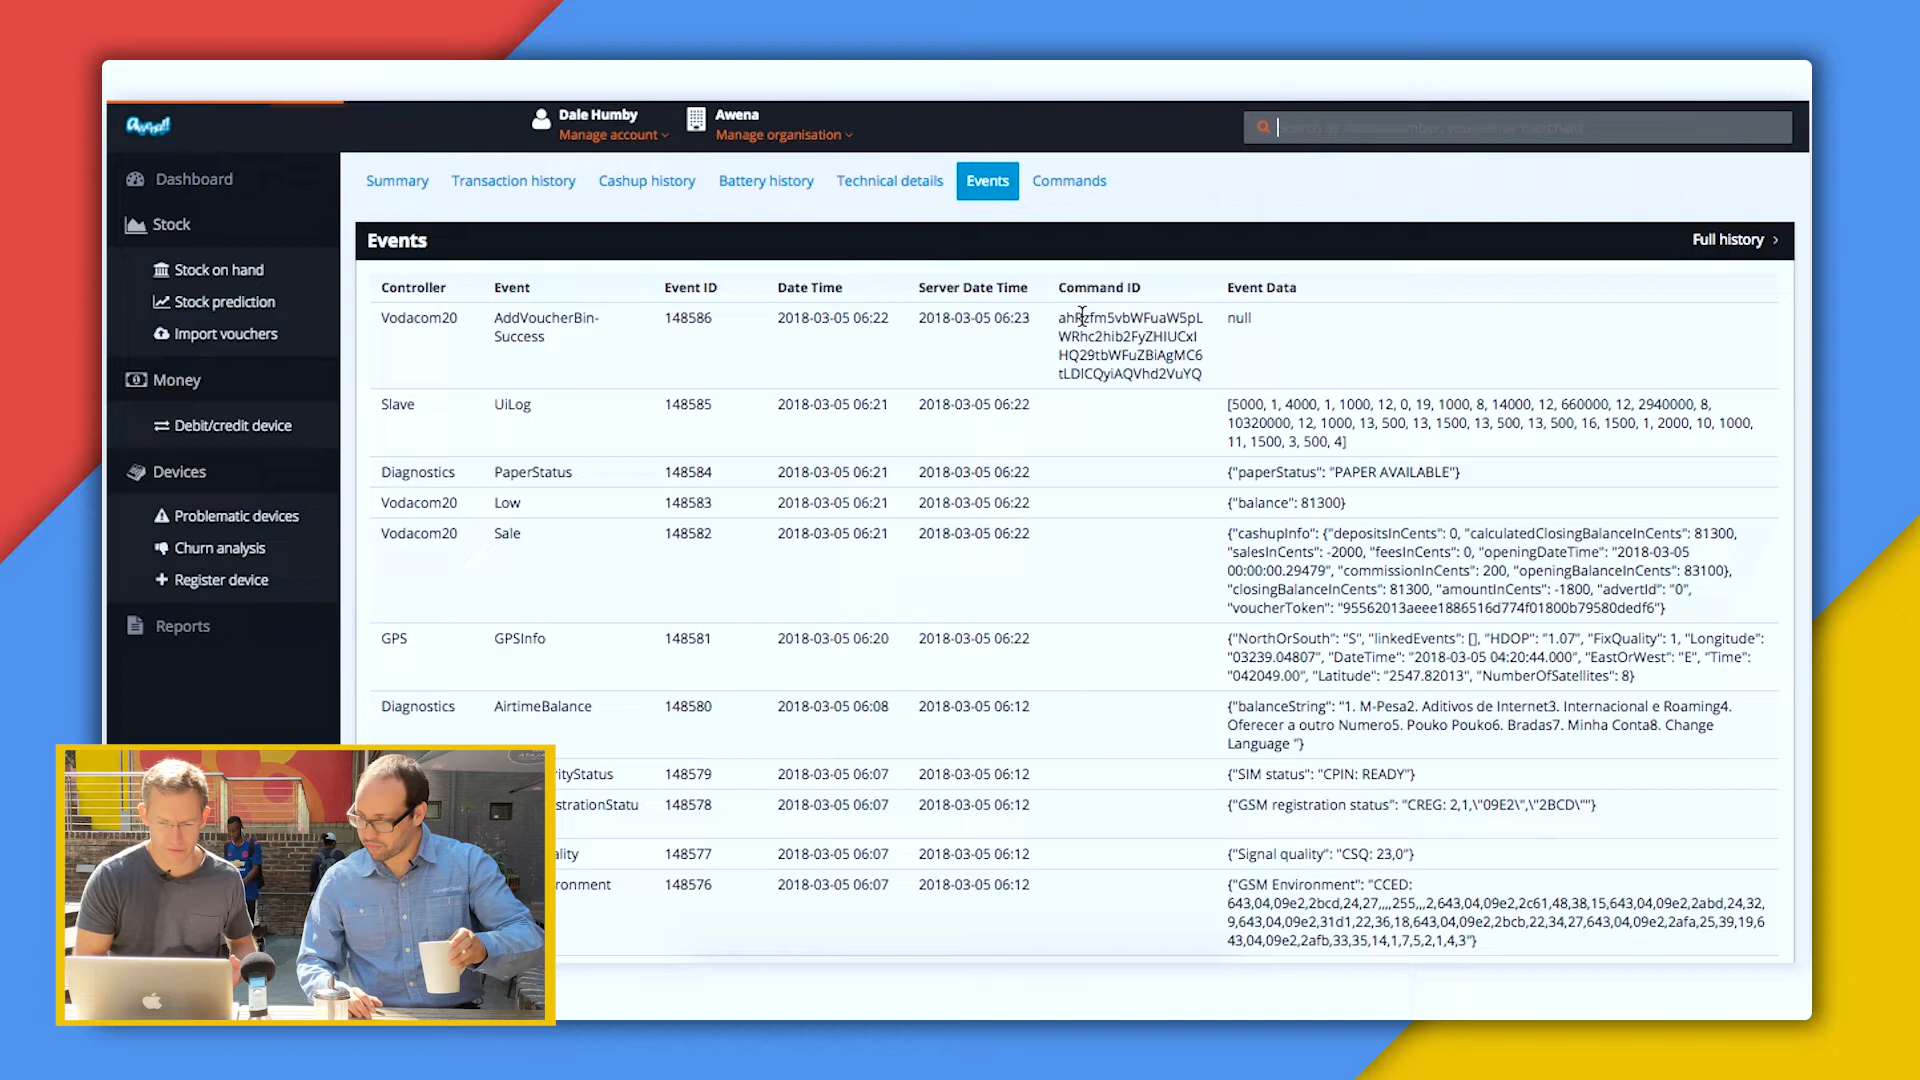 Awena!!
Dale Humby
Manage account
Awena
Manage organisation
Dashboard
Stock
Stock on hand
Stock prediction
Import vouchers
Money
Debit/credit device
Devices
Problematic devices
Churn analysis
Register device
Reports
Summary Transaction history Cashup history Battery history Technical details Events Commands
Events Full history
Controller Event Event ID Date Time Server Date Time Command ID Event Data
Vodacom20 AddVoucherBin- 148586 2018-03-05 06:22 2018-03-05 06:23 ahRzfm5vbWFuaW5pL null
Success WRhc2hib2FyZHIUCxI
HQ29tbWFuZBiAgMC6
tLDICQyiAQVhd2VuYQ
Slave UiLog 148585 2018-03-05 06:21 2018-03-05 06:22 [5000, 1, 4000, 1, 1000, 12, 0, 19, 1000, 8, 14000, 12, 660000, 12, 2940000, 8,
10320000, 12, 1000, 13, 500, 13, 1500, 13, 500, 13, 500, 16, 1500, 1, 2000, 10, 1000,
11, 1500, 3, 500, 4]
Diagnostics PaperStatus 148584 2018-03-05 06:21 2018-03-05 06:22 {"paperStatus": "PAPER AVAILABLE"}
Vodacom20 Low 148583 2018-03-05 06:21 2018-03-05 06:22 {"balance": 81300}
Vodacom20 Sale 148582 2018-03-05 06:21 2018-03-05 06:22 {"cashupInfo": {"depositsInCents": 0, "calculatedClosingBalanceInCents": 81300,
"salesInCents": -2000, "feesInCents": 0, "openingDateTime": "2018-03-05
00:00:00.29479", "commissionInCents": 200, "openingBalanceInCents": 83100},
"closingBalanceInCents": 81300, "amountInCents": -1800, "advertId": "0",
"voucherToken": "95562013aeee1886516d774f01800b79580dedf6"}
GPS GPSInfo 148581 2018-03-05 06:20 2018-03-05 06:22 {"NorthOrSouth": "S", "linkedEvents": [], "HDOP": "1.07", "FixQuality": 1, "Longitude":
"03239.04807", "DateTime": "2018-03-05 04:20:44.000", "EastOrWest": "E", "Time":
"042049.00", "Latitude": "2547.82013", "NumberOfSatellites": 8}
Diagnostics AirtimeBalance 148580 2018-03-05 06:08 2018-03-05 06:12 {"balanceString": "1. M-Pesa2. Aditivos de Internet3. Internacional e Roaming4.
Oferecer a outro Numero5. Pouko Pouko6. Bradas7. Minha Conta8. Change
Language "}
ityStatus 148579 2018-03-05 06:07 2018-03-05 06:12 {"SIM status": "CPIN: READY"}
strationStatu 148578 2018-03-05 06:07 2018-03-05 06:12 {"GSM registration status": "CREG: 2,1,\"09E2\",\"2BCD\""}
ality 148577 2018-03-05 06:07 2018-03-05 06:12 {"Signal quality": "CSQ: 23,0"}
ronment 148576 2018-03-05 06:07 2018-03-05 06:12 {"GSM Environment": "CCED:
643,04,09e2,2bcd,24,27,,,,255,,,2,643,04,09e2,2c61,48,38,15,643,04,09e2,2abd,24,32,
9,643,04,09e2,31d1,22,36,18,643,04,09e2,2bcb,22,34,27,643,04,09e2,2afa,25,39,19,6
43,04,09e2,2afb,33,35,14,1,7,5,2,1,4,3"}